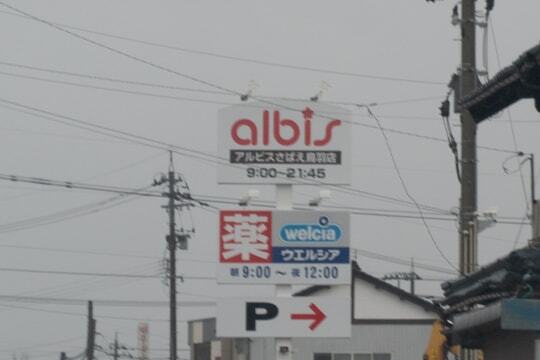 albis
アルビスさばえ鳥羽店
9:00〜21:45
薬
welcia
ウエルシア
朝9:00〜夜12:00
P →